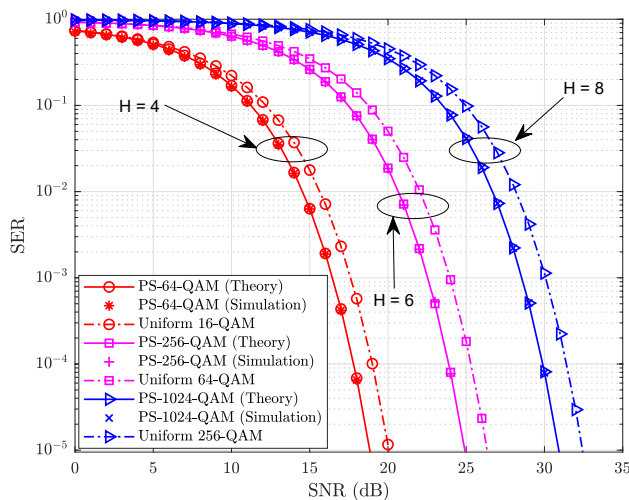 10^0
10^-1
10^-2
10^-3
10^-4
10^-5
SER
H = 4
H = 8
H = 6
PS-64-QAM (Theory)
PS-64-QAM (Simulation)
Uniform 16-QAM
PS-256-QAM (Theory)
PS-256-QAM (Simulation)
Uniform 64-QAM
PS-1024-QAM (Theory)
PS-1024-QAM (Simulation)
Uniform 256-QAM
0 5 10 15 20 25 30 35
SNR (dB)